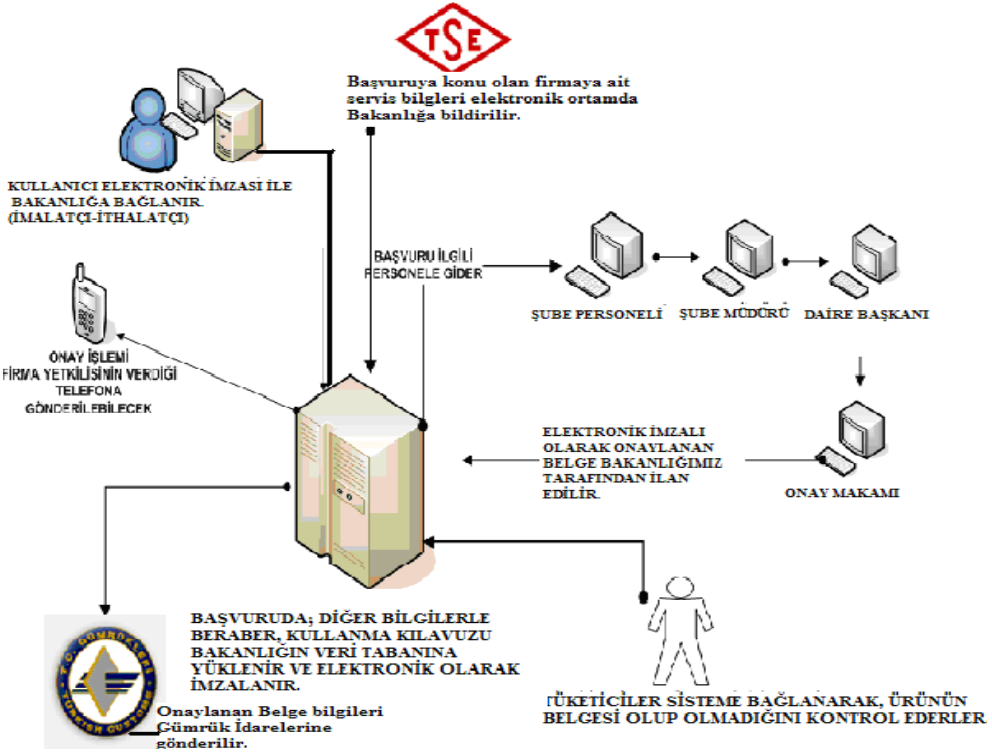 TSE
Başvuruya konu olan firmaya ait
servis bilgleri elektronik ortamda
Bakanlığa bildirilir.
KULLANICI ELEKTRONİK İMZASİ İLE
BAKANLIĞA BAĞLANIR.
(İMALATÇI-İTHALATÇI)
BAŞVURU İLGİLİ
PERSONELE GİDER
ŞUBE PERSONELİ
ŞUBE MÜDÜRÜ
DAİRE BAŞKANI
ONAY İŞLEMİ
FİRMA YETKİLİSİNİN VERDİĞİ
TELEFONA
GÖNDERİLEBİLECEK
ELEKTRONİK İMZALI
OLARAK ONAYLANAN
BELGE BAKANLIĞIMIZ
TARAFINDAN İLAN
EDİLİR.
ONAY MAKAMI
BAŞVURUDA; DİĞER BİLGİLERLE
BERABER, KULLANMA KILAVUZU
BAKANLIĞIN VERİ TABANINA
YÜKLENİR VE ELEKTRONİK OLARAK
İMZALANIR.
T.C. GÜMRÜKLERİ
TURKISH CUSTOMS
Onaylanan Belge bilgileri
Gümrük İdarelerine
gönderilir.
TÜKETİCİLER SİSTEME BAĞLANARAK, ÜRÜNÜN
BELGESİ OLUP OLMADIĞINI KONTROL EDERLER